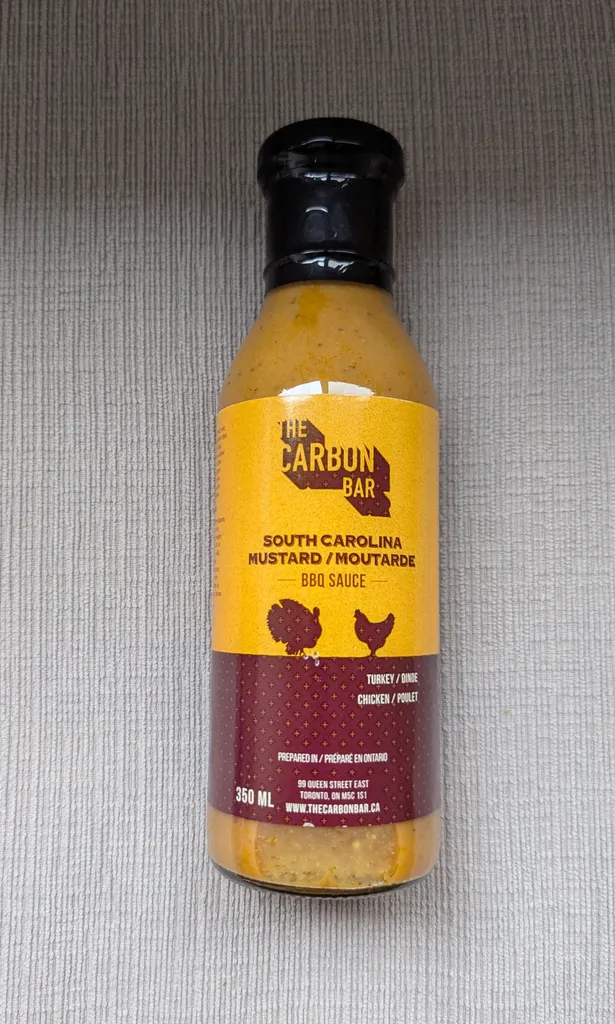 THE
CARBON
BAR
SOUTH CAROLINA
MUSTARD / MOUTARDE
BBQ SAUCE
TURKEY / DINDE
CHICKEN / POULET
PREPARED IN / PRÉPARÉ EN ONTARIO
99 QUEEN STREET EAST
TORONTO, ON M5C 1S1
350 ML
WWW.THECARBONBAR.CA